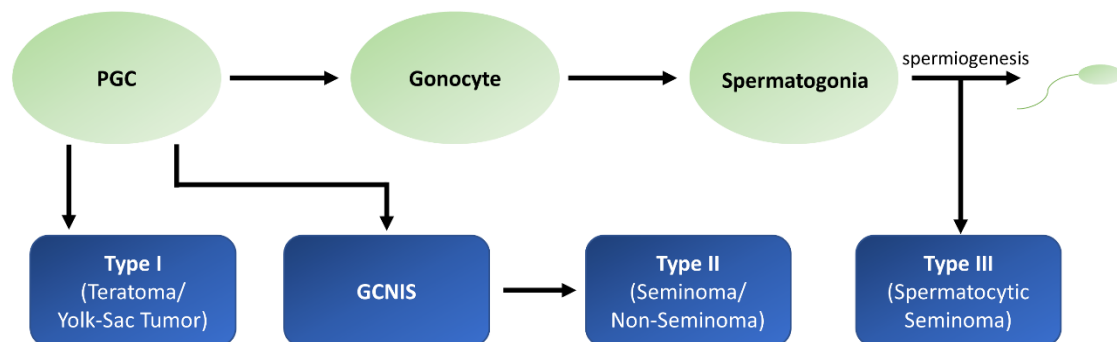 PGC
Gonocyte
Spermatogonia
spermiogenesis
Type I
(Teratoma/
Yolk-Sac Tumor)
GCNIS
Type II
(Seminoma/
Non-Seminoma)
Type III
(Spermatocytic
Seminoma)